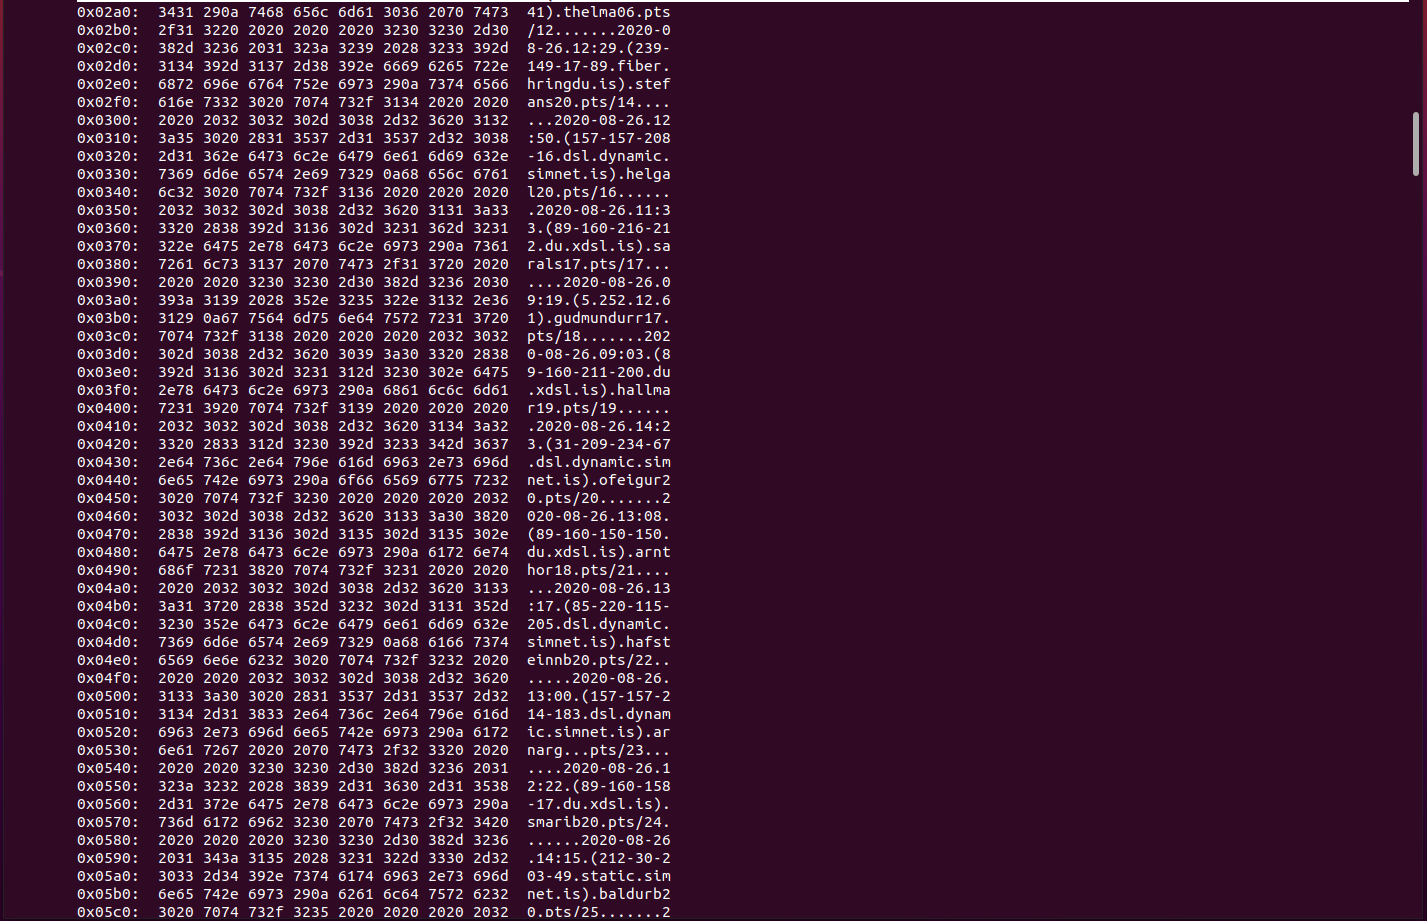 0x02a0:  3431 290a 7468 656c 6d61 3036 2070 7473  41).thelma06.pts
0x02b0:  2f31 3220 2020 2020 2020 3230 3230 2d30  /12.......2020-0
0x02c0:  382d 3236 2031 323a 3239 2028 3233 392d  8-26.12:29.(239-
0x02d0:  3134 392d 3137 2d38 392e 6669 6265 722e  149-17-89.fiber.
0x02e0:  6872 696e 6764 752e 6973 290a 7374 6566  hringdu.is).stef
0x02f0:  616e 7332 3020 7074 732f 3134 2020 2020  ans20.pts/14....
0x0300:  2020 2032 3032 302d 3038 2d32 3620 3132  ...2020-08-26.12
0x0310:  3a35 3020 2831 3537 2d31 3537 2d32 3038  :50.(157-157-208
0x0320:  2d31 362e 6473 6c2e 6479 6e61 6d69 632e  -16.dsl.dynamic.
0x0330:  7369 6d6e 6574 2e69 7329 0a68 656c 6761  simnet.is).helga
0x0340:  6c32 3020 7074 732f 3136 2020 2020 2020  l20.pts/16......
0x0350:  2032 3032 302d 3038 2d32 3620 3131 3a33  .2020-08-26.11:3
0x0360:  3320 2838 392d 3136 302d 3231 362d 3231  3.(89-160-216-21
0x0370:  322e 6475 2e78 6473 6c2e 6973 290a 7361  2.du.xdsl.is).sa
0x0380:  7261 6c73 3137 2070 7473 2f31 3720 2020  rals17.pts/17...
0x0390:  2020 2020 3230 3230 2d30 382d 3236 2030  ....2020-08-26.0
0x03a0:  393a 3139 2028 352e 3235 322e 3132 2e36  9:19.(5.252.12.6
0x03b0:  3129 0a67 7564 6d75 6e64 7572 7231 3720  1).gudmundurr17.
0x03c0:  7074 732f 3138 2020 2020 2020 2032 3032  pts/18.......202
0x03d0:  302d 3038 2d32 3620 3039 3a30 3320 2838  0-08-26.09:03.(8
0x03e0:  392d 3136 302d 3231 312d 3230 302e 6475  9-160-211-200.du
0x03f0:  2e78 6473 6c2e 6973 290a 6861 6c6c 6d61  .xdsl.is).hallma
0x0400:  7231 3920 7074 732f 3139 2020 2020 2020  r19.pts/19......
0x0410:  2032 3032 302d 3038 2d32 3620 3134 3a32  .2020-08-26.14:2
0x0420:  3320 2833 312d 3230 392d 3233 342d 3637  3.(31-209-234-67
0x0430:  2e64 736c 2e64 796e 616d 6963 2e73 696d  .dsl.dynamic.sim
0x0440:  6e65 742e 6973 290a 6f66 6569 6775 7232  net.is).ofeigur2
0x0450:  3020 7074 732f 3230 2020 2020 2020 2032  0.pts/20.......2
0x0460:  3032 302d 3038 2d32 3620 3133 3a30 3820  020-08-26.13:08.
0x0470:  2838 392d 3136 302d 3135 302d 3135 302e  (89-160-150-150.
0x0480:  6475 2e78 6473 6c2e 6973 290a 6172 6e74  du.xdsl.is).arnt
0x0490:  686f 7231 3820 7074 732f 3231 2020 2020  hor18.pts/21....
0x04a0:  2020 2032 3032 302d 3038 2d32 3620 3133  ...2020-08-26.13
0x04b0:  3a31 3720 2838 352d 3232 302d 3131 352d  :17.(85-220-115-
0x04c0:  3230 352e 6473 6c2e 6479 6e61 6d69 632e  205.dsl.dynamic.
0x04d0:  7369 6d6e 6574 2e69 7329 0a68 6166 7374  simnet.is).hafst
0x04e0:  6569 6e6e 6232 3020 7074 732f 3232 2020  einnb20.pts/22..
0x04f0:  2020 2020 2032 3032 302d 3038 2d32 3620  .....2020-08-26.
0x0500:  3133 3a30 3020 2831 3537 2d31 3537 2d32  13:00.(157-157-2
0x0510:  3134 2d31 3833 2e64 736c 2e64 796e 616d  14-183.dsl.dynam
0x0520:  6963 2e73 696d 6e65 742e 6973 290a 6172  ic.simnet.is).ar
0x0530:  6e61 7267 2020 2070 7473 2f32 3320 2020  narg...pts/23...
0x0540:  2020 2020 3230 3230 2d30 382d 3236 2031  ....2020-08-26.1
0x0550:  323a 3232 2028 3839 2d31 3630 2d31 3538  2:22.(89-160-158
0x0560:  2d31 372e 6475 2e78 6473 6c2e 6973 290a  -17.du.xdsl.is).
0x0570:  736d 6172 6962 3230 2070 7473 2f32 3420  smarib20.pts/24.
0x0580:  2020 2020 2020 3230 3230 2d30 382d 3236  ......2020-08-26
0x0590:  2031 343a 3135 2028 3231 322d 3330 2d32  .14:15.(212-30-2
0x05a0:  3033 2d34 392e 7374 6174 6963 2e73 696d  03-49.static.sim
0x05b0:  6e65 742e 6973 290a 6261 6c64 7572 6232  net.is).baldurb2
0x05c0:  3020 7074 732f 3235 2020 2020 2020 2032  0.pts/25.......2